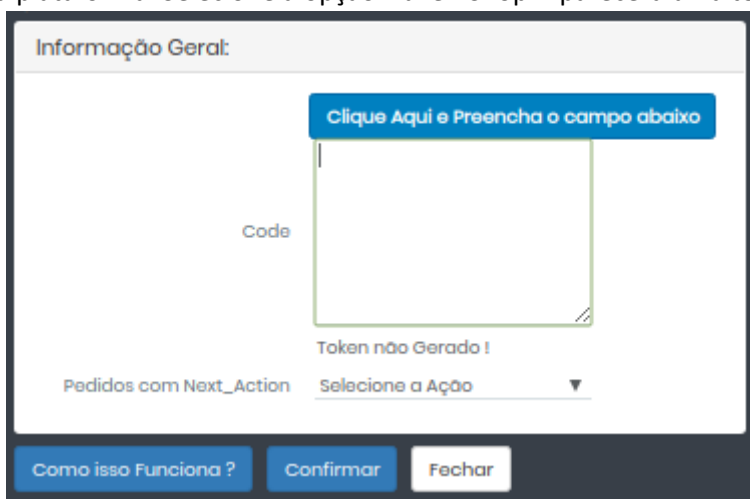 Informação Geral:
Clique Aqui e Preencha o campo abaixo
Code
Token não Gerado !
Pedidos com Next_Action Selecione a Ação ▼
Como isso Funciona ? Confirmar Fechar